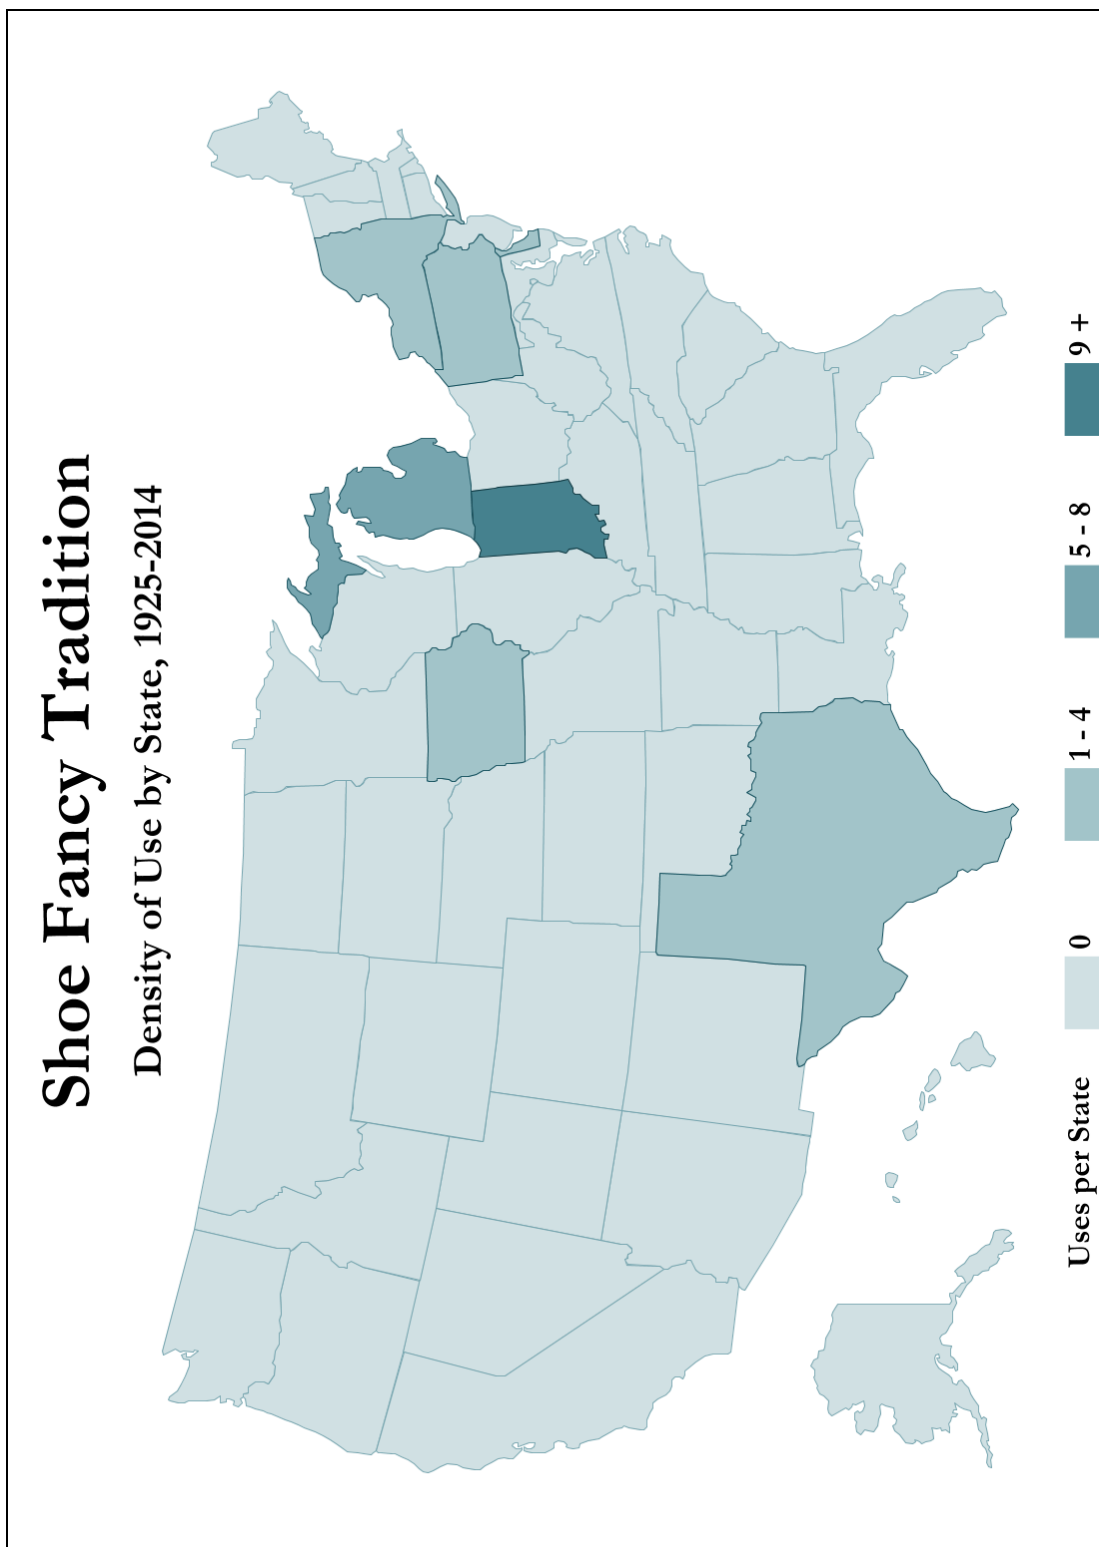 Shoe Fancy Tradition
Density of Use by State, 1925-2014
Uses per State 0 1 - 4 5 - 8 9 +